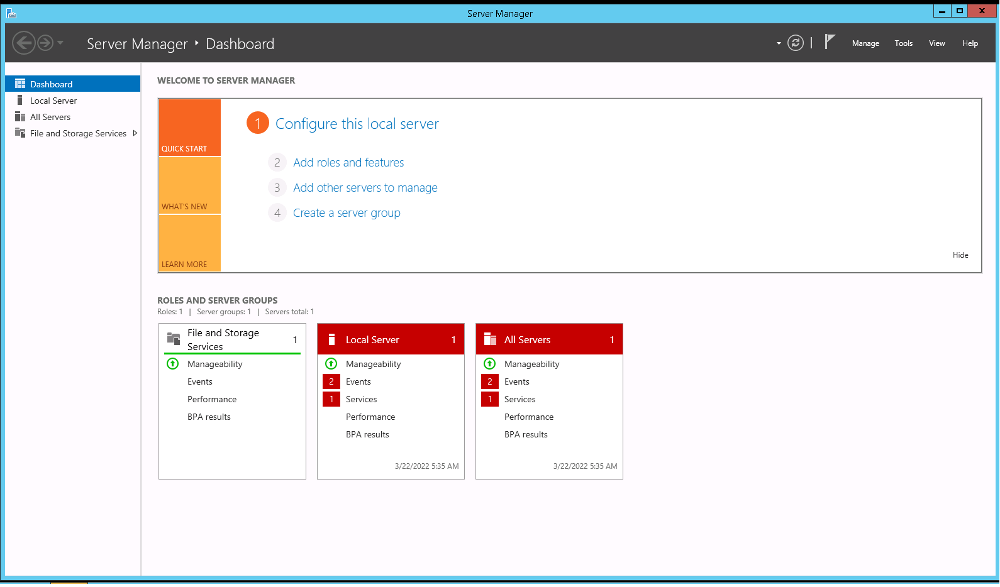 Server Manager
Server Manager ‣ Dashboard
Manage Tools View Help
Dashboard
Local Server
All Servers
File and Storage Services
WELCOME TO SERVER MANAGER
QUICK START
WHAT'S NEW
LEARN MORE
1 Configure this local server
2 Add roles and features
3 Add other servers to manage
4 Create a server group
Hide
ROLES AND SERVER GROUPS
Roles: 1 | Server groups: 1 | Servers total: 1
File and Storage
Services 1
Manageability
Events
Performance
BPA results
Local Server 1
Manageability
2 Events
1 Services
Performance
BPA results
3/22/2022 5:35 AM
All Servers 1
Manageability
2 Events
1 Services
Performance
BPA results
3/22/2022 5:35 AM